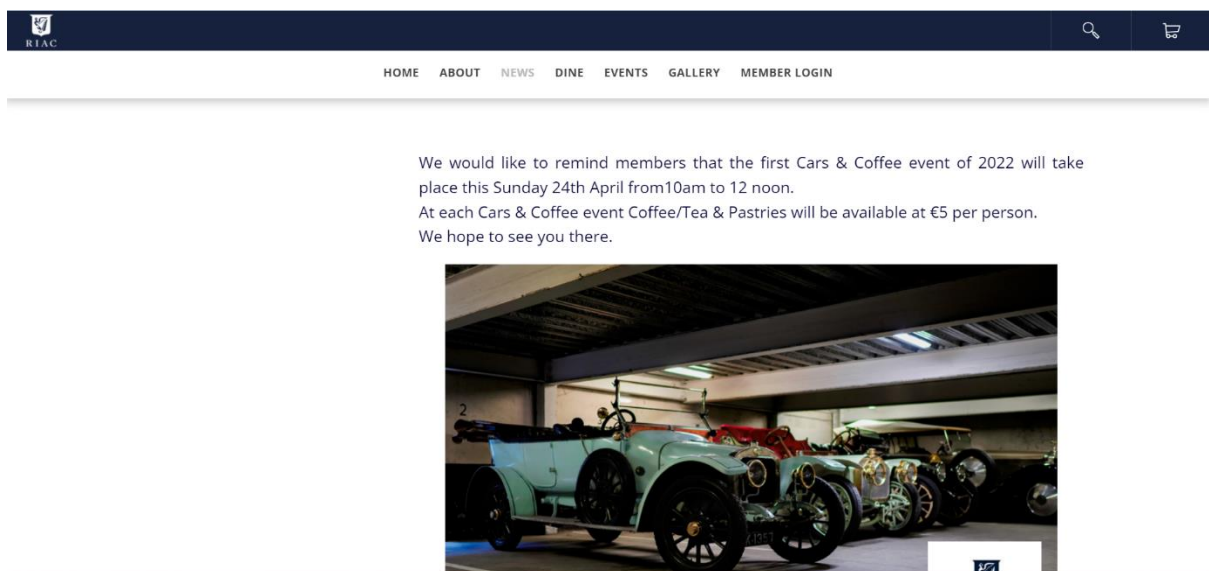 RIAC
HOME ABOUT NEWS DINE EVENTS GALLERY MEMBER LOGIN
We would like to remind members that the first Cars & Coffee event of 2022 will take
place this Sunday 24th April from10am to 12 noon.
At each Cars & Coffee event Coffee/Tea & Pastries will be available at €5 per person.
We hope to see you there.
2